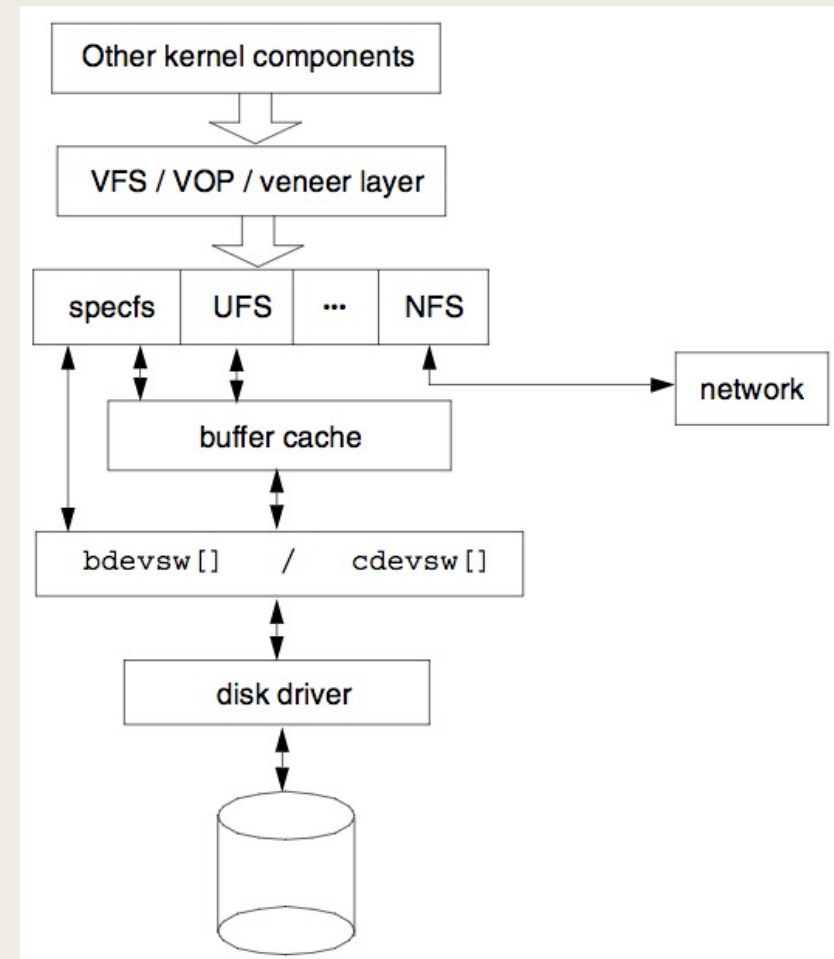 Other kernel components
VFS / VOP / veneer layer
specfs UFS ... NFS
network
buffer cache
bdevsw[] / cdevsw[]
disk driver